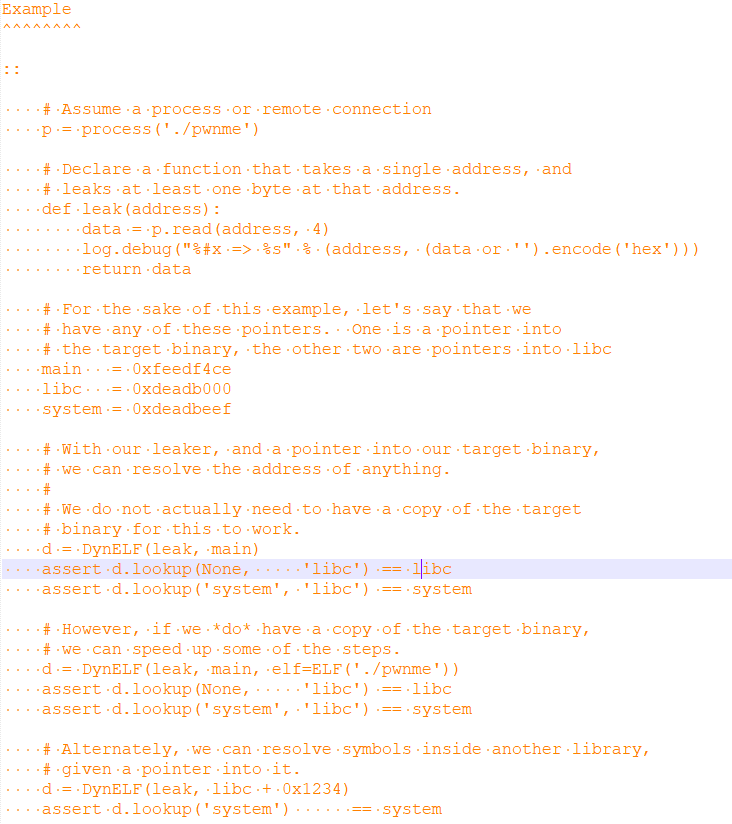 Example
^^^^^^^^
::
    # Assume a process or remote connection
    p = process('./pwnme')
    # Declare a function that takes a single address, and
    # leaks at least one byte at that address.
    def leak(address):
        data = p.read(address, 4)
        log.debug("%#x => %s" % (address, (data or '').encode('hex')))
        return data
    # For the sake of this example, let's say that we
    # have any of these pointers.  One is a pointer into
    # the target binary, the other two are pointers into libc
    main   = 0xfeedf4ce
    libc   = 0xdeadb000
    system = 0xdeadbeef
    # With our leaker, and a pointer into our target binary,
    # we can resolve the address of anything.
    #
    # We do not actually need to have a copy of the target
    # binary for this to work.
    d = DynELF(leak, main)
    assert d.lookup(None,     'libc') == libc
    assert d.lookup('system', 'libc') == system
    # However, if we *do* have a copy of the target binary,
    # we can speed up some of the steps.
    d = DynELF(leak, main, elf=ELF('./pwnme'))
    assert d.lookup(None,     'libc') == libc
    assert d.lookup('system', 'libc') == system
    # Alternately, we can resolve symbols inside another library,
    # given a pointer into it.
    d = DynELF(leak, libc + 0x1234)
    assert d.lookup('system')      == system